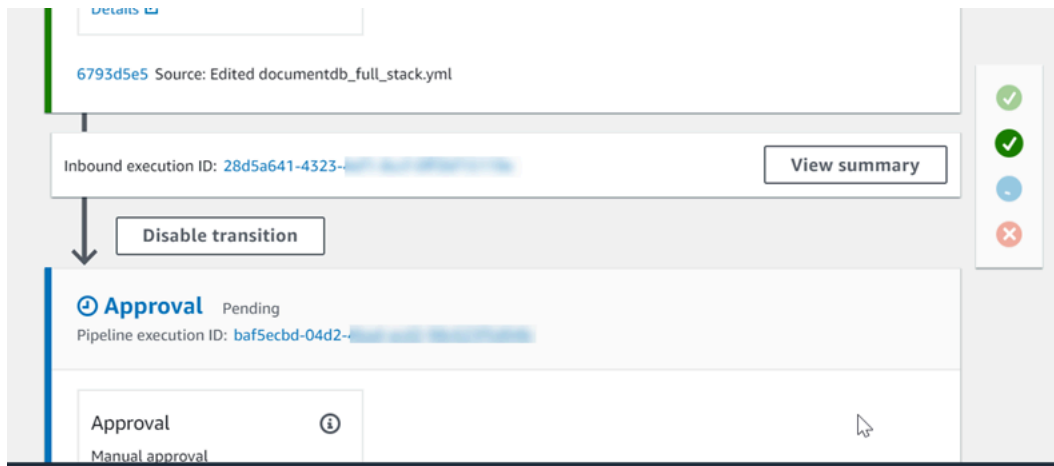 Details
6793d5e5 Source: Edited documentdb_full_stack.yml
Inbound execution ID: 28d5a641-4323-
View summary
Disable transition
Approval Pending
Pipeline execution ID: baf5ecbd-04d2-
Approval
Manual approval